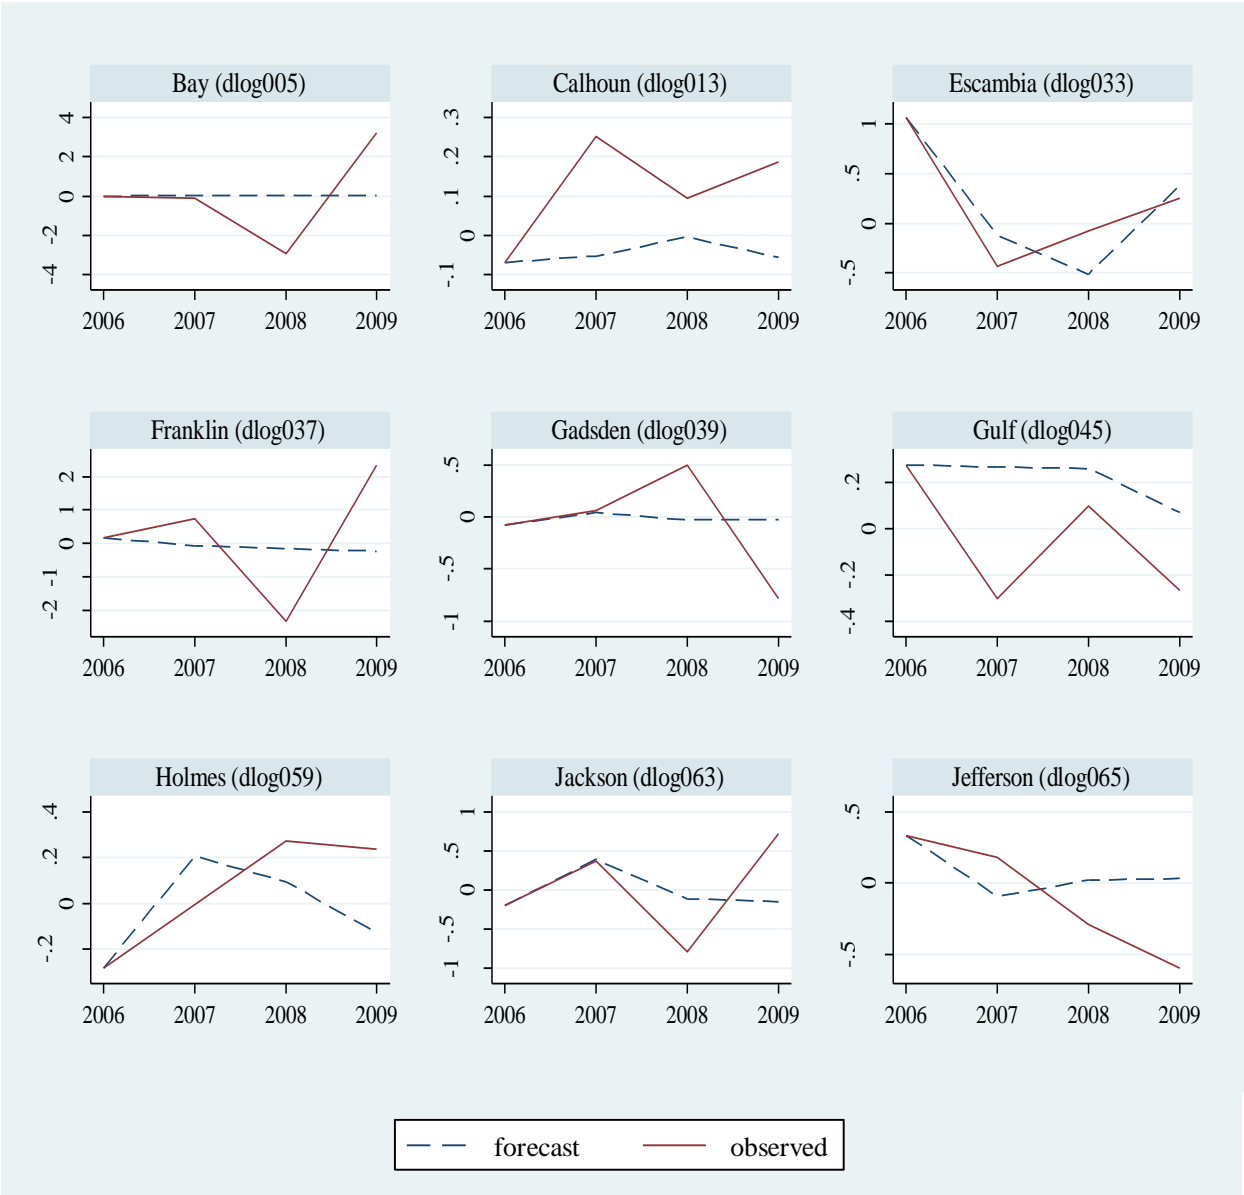 Bay (dlog005)
4
2
0
-2
-4
2006 2007 2008 2009
Calhoun (dlog013)
.3
.2
.1
0
-.1
2006 2007 2008 2009
Escambia (dlog033)
1
.5
0
-.5
2006 2007 2008 2009
Franklin (dlog037)
2
1
0
-1
-2
2006 2007 2008 2009
Gadsden (dlog039)
.5
0
-.5
-1
2006 2007 2008 2009
Gulf (dlog045)
.2
0
-.2
-.4
2006 2007 2008 2009
Holmes (dlog059)
.4
.2
0
-.2
2006 2007 2008 2009
Jackson (dlog063)
1
.5
0
-.5
-1
2006 2007 2008 2009
Jefferson (dlog065)
.5
0
-.5
2006 2007 2008 2009
forecast observed